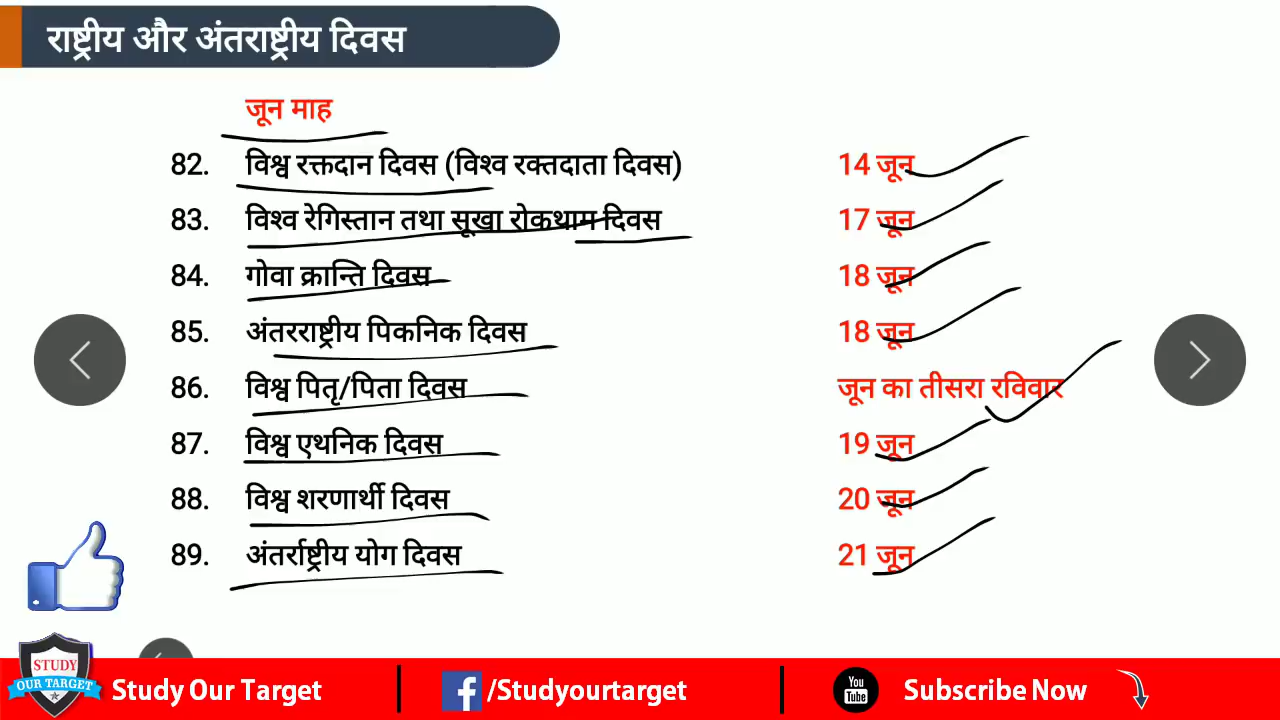 राष्ट्रीय और अंतराष्ट्रीय दिवस
जून माह
82. विश्व रक्तदान दिवस (विश्व रक्तदाता दिवस) 14 जून
83. विश्व रेगिस्तान तथा सूखा रोकथाम दिवस 17 जून
84. गोवा क्रान्ति दिवस 18 जून
85. अंतरराष्ट्रीय पिकनिक दिवस 18 जून
86. विश्व पितृ/पिता दिवस जून का तीसरा रविवार
87. विश्व एथनिक दिवस 19 जून
88. विश्व शरणार्थी दिवस 20 जून
89. अंतर्राष्ट्रीय योग दिवस 21 जून
STUDY
OUR TARGET
Study Our Target f /Studyourtarget You Tube Subscribe Now